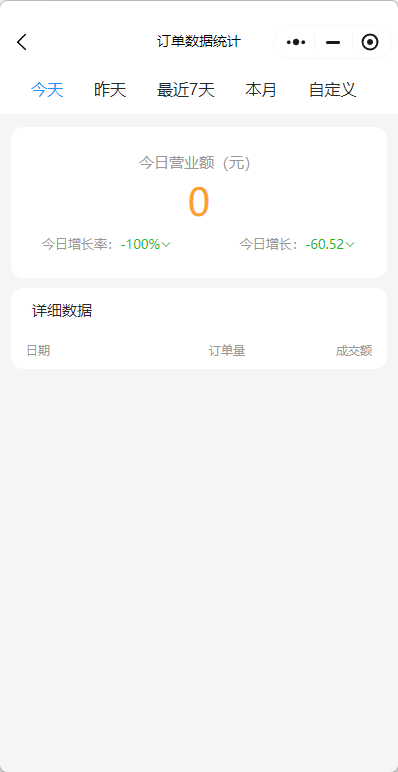 订单数据统计
今天 昨天 最近7天 本月 自定义
今日营业额（元）
0
今日增长率：-100% 今日增长：-60.52
详细数据
日期 订单量 成交额